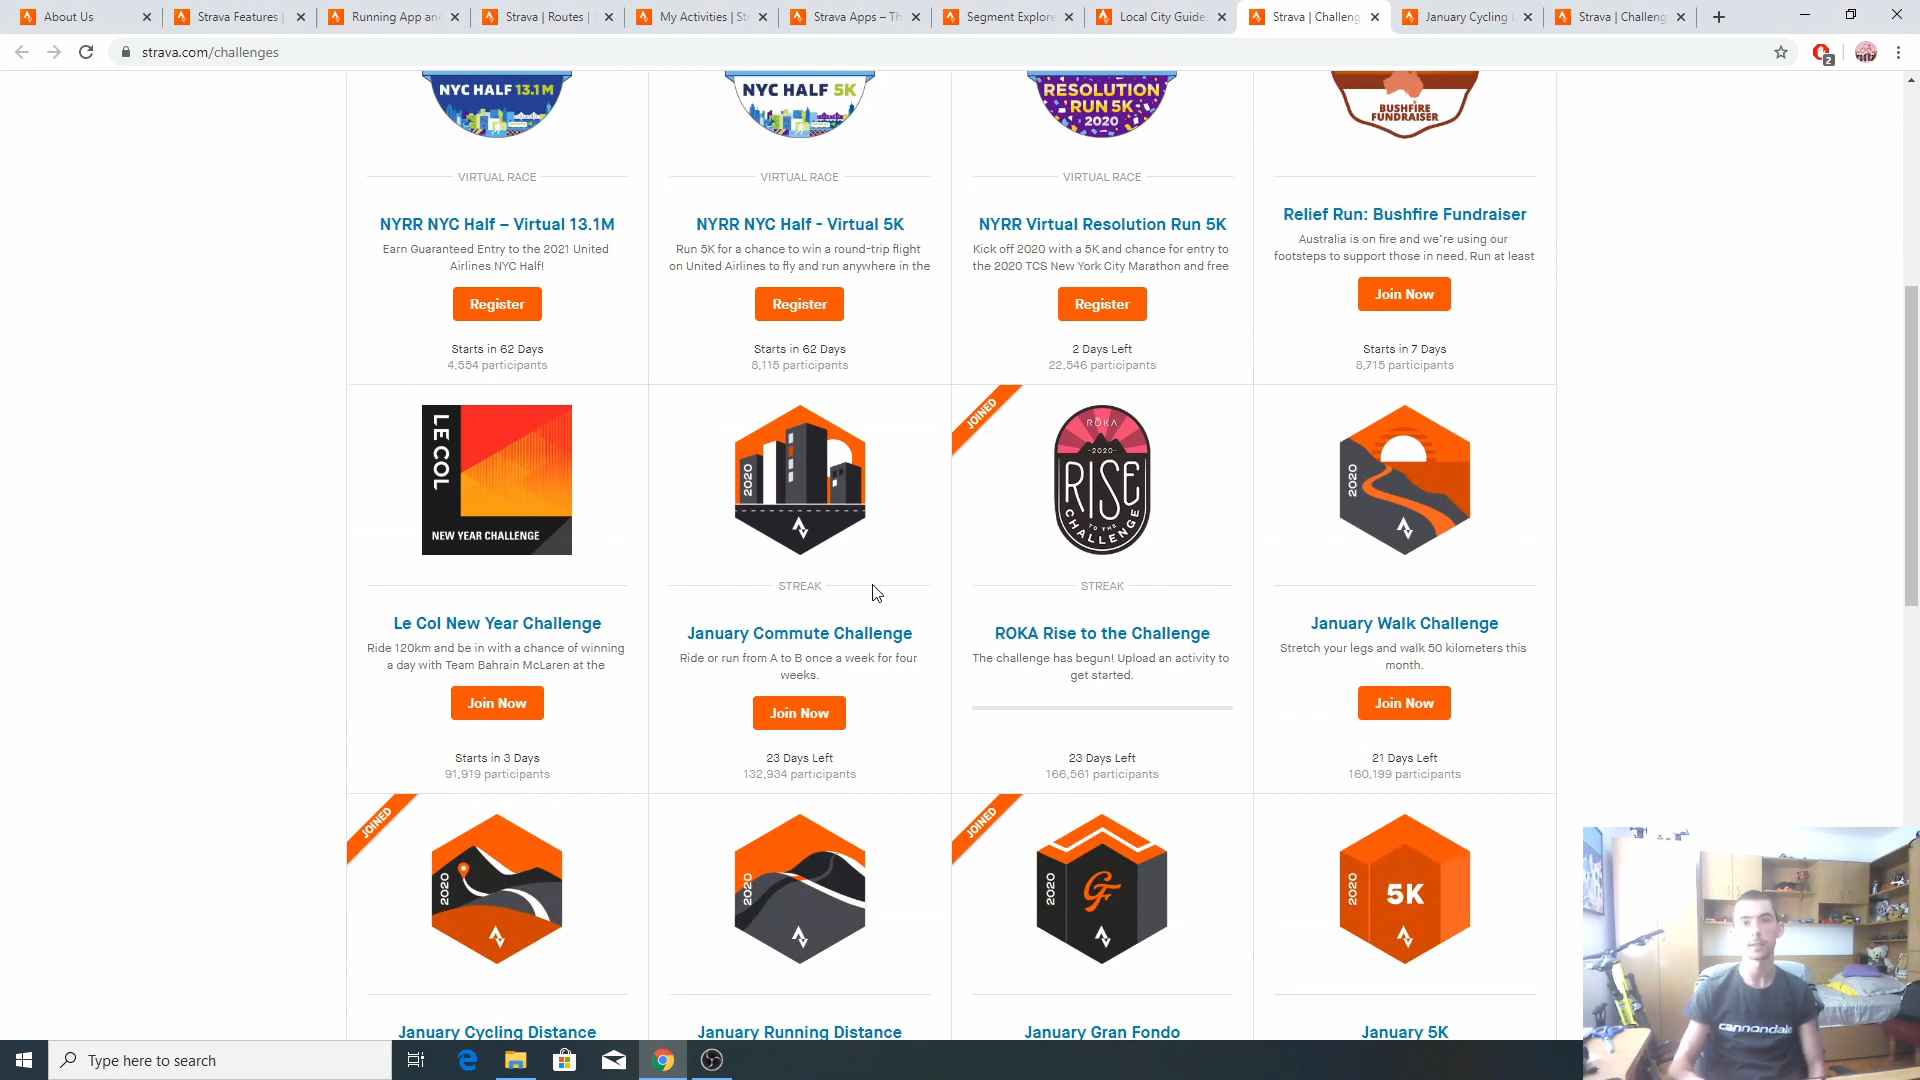 About Us
Strava Features |
Running App and
Strava | Routes |
My Activities | St
Strava Apps – Th
Segment Explore
Local City Guide
Strava | Challeng
January Cycling
Strava | Challeng
strava.com/challenges
2
NYC HALF 13.1M
NYC HALF 5K
RESOLUTION
RUN 5K
2020
BUSHFIRE
FUNDRAISER
VIRTUAL RACE
VIRTUAL RACE
VIRTUAL RACE
NYRR NYC Half – Virtual 13.1M
NYRR NYC Half - Virtual 5K
NYRR Virtual Resolution Run 5K
Relief Run: Bushfire Fundraiser
Earn Guaranteed Entry to the 2021 United
Airlines NYC Half!
Run 5K for a chance to win a round-trip flight
on United Airlines to fly and run anywhere in the
Kick off 2020 with a 5K and chance for entry to
the 2020 TCS New York City Marathon and free
Australia is on fire and we're using our
footsteps to support those in need. Run at least
Register
Register
Register
Join Now
Starts in 62 Days
4,554 participants
Starts in 62 Days
8,115 participants
2 Days Left
22,546 participants
Starts in 7 Days
8,715 participants
LE COL
NEW YEAR CHALLENGE
2020
JOINED
ROKA
-2020-
RISE
TO THE
CHALLENGE
2020
STREAK
STREAK
Le Col New Year Challenge
January Commute Challenge
ROKA Rise to the Challenge
January Walk Challenge
Ride 120km and be in with a chance of winning
a day with Team Bahrain McLaren at the
Ride or run from A to B once a week for four
weeks.
The challenge has begun! Upload an activity to
get started.
Stretch your legs and walk 50 kilometers this
month.
Join Now
Join Now
Join Now
Starts in 3 Days
91,919 participants
23 Days Left
132,934 participants
23 Days Left
166,561 participants
21 Days Left
160,199 participants
JOINED
2020
2020
JOINED
2020
GF
2020
5K
January Cycling Distance
January Running Distance
January Gran Fondo
January 5K
cannondale
Type here to search